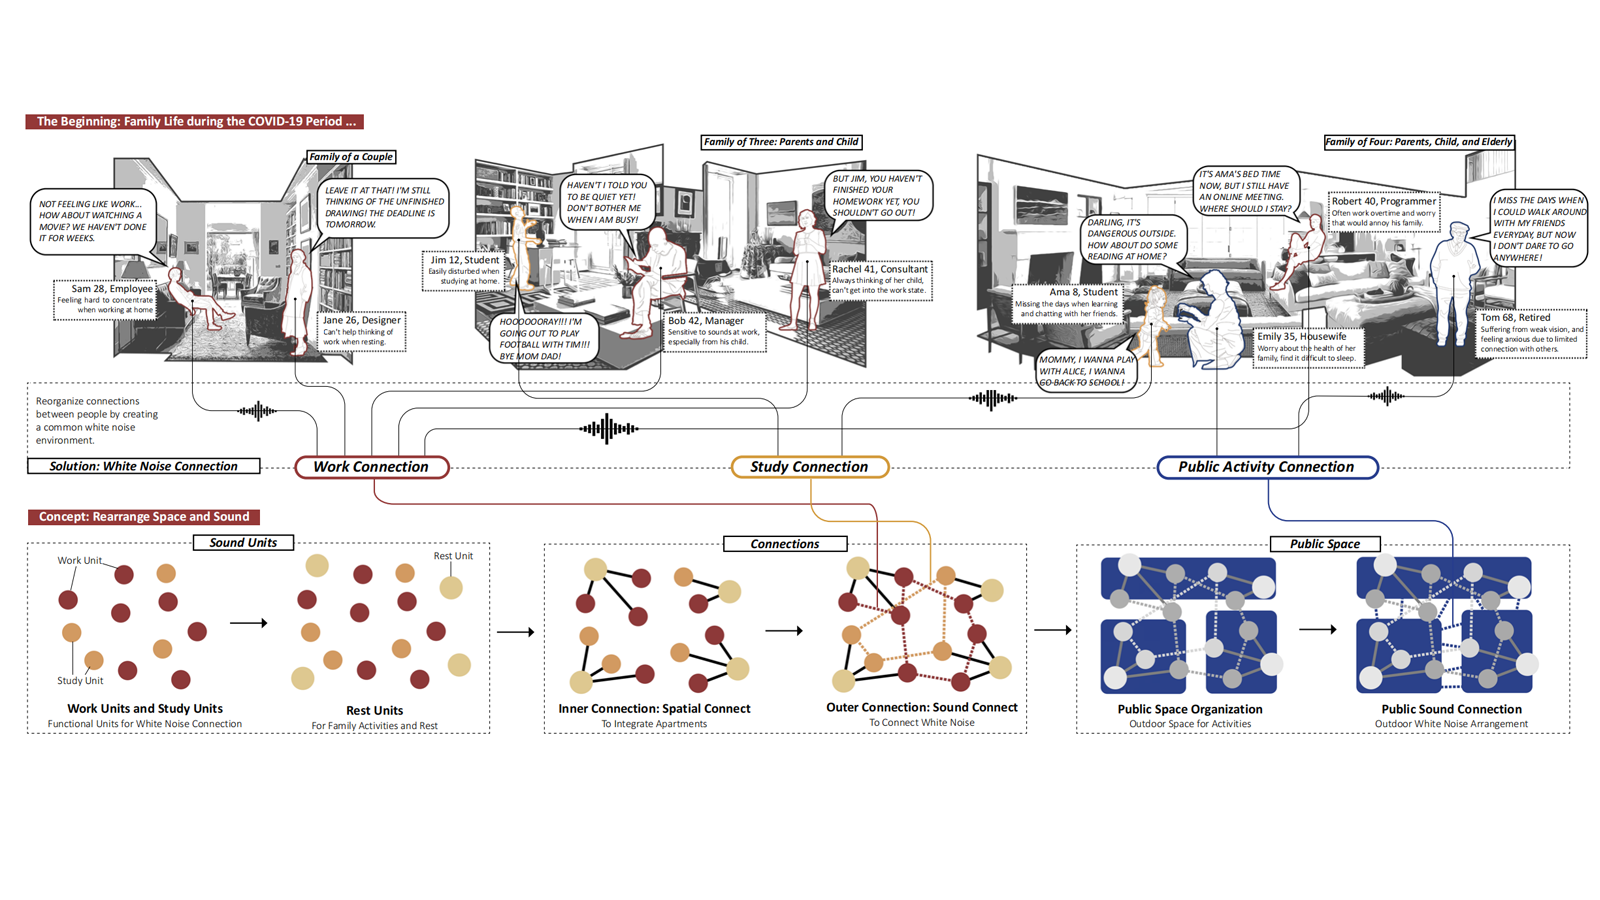 The Beginning: Family Life during the COVID-19 Period ...
Family of a Couple
NOT FEELING LIKE WORK...
HOW ABOUT WATCHING A
MOVIE? WE HAVEN'T DONE
IT FOR WEEKS.
LEAVE IT AT THAT! I'M STILL
THINKING OF THE UNFINISHED
DRAWING! THE DEADLINE IS
TOMORROW.
Sam 28, Employee
Feeling hard to concentrate
when working at home
Jane 26, Designer
Can't help thinking of
work when resting.
Family of Three: Parents and Child
HAVEN'T I TOLD YOU
TO BE QUIET YET!
DON'T BOTHER ME
WHEN I AM BUSY!
BUT JIM, YOU HAVEN'T
FINISHED YOUR
HOMEWORK YET, YOU
SHOULDN'T GO OUT!
Jim 12, Student
Easily disturbed when
studying at home.
HOOOOOORAY!!! I'M
GOING OUT TO PLAY
FOOTBALL WITH TIM!!!
BYE MOM DAD!
Bob 42, Manager
Sensitive to sounds at work,
especially from his child.
Rachel 41, Consultant
Always thinking of her child,
can't get into the work state.
Family of Four: Parents, Child, and Elderly
IT'S AMA'S BED TIME
NOW, BUT I STILL HAVE
AN ONLINE MEETING.
WHERE SHOULD I STAY?
DARLING, IT'S
DANGEROUS OUTSIDE.
HOW ABOUT DO SOME
READING AT HOME?
Robert 40, Programmer
Often work overtime and worry
that would annoy his family.
I MISS THE DAYS WHEN
I COULD WALK AROUND
WITH MY FRIENDS
EVERYDAY, BUT NOW
I DON'T DARE TO GO
ANYWHERE!
Ama 8, Student
Missing the days when learning
and chatting with her friends.
MOMMY, I WANNA PLAY
WITH ALICE, I WANNA
GO BACK TO SCHOOL!
Emily 35, Housewife
Worry about the health of her
family, find it difficult to sleep.
Tom 68, Retired
Suffering from weak vision, and
feeling anxious due to limited
connection with others.
Reorganize connections
between people by creating
a common white noise
environment.
Solution: White Noise Connection
Work Connection
Study Connection
Public Activity Connection
Concept: Rearrange Space and Sound
Sound Units
Work Unit
Rest Unit
Study Unit
Work Units and Study Units
Functional Units for White Noise Connection
Rest Units
For Family Activities and Rest
Connections
Inner Connection: Spatial Connect
To Integrate Apartments
Outer Connection: Sound Connect
To Connect White Noise
Public Space
Public Space Organization
Outdoor Space for Activities
Public Sound Connection
Outdoor White Noise Arrangement